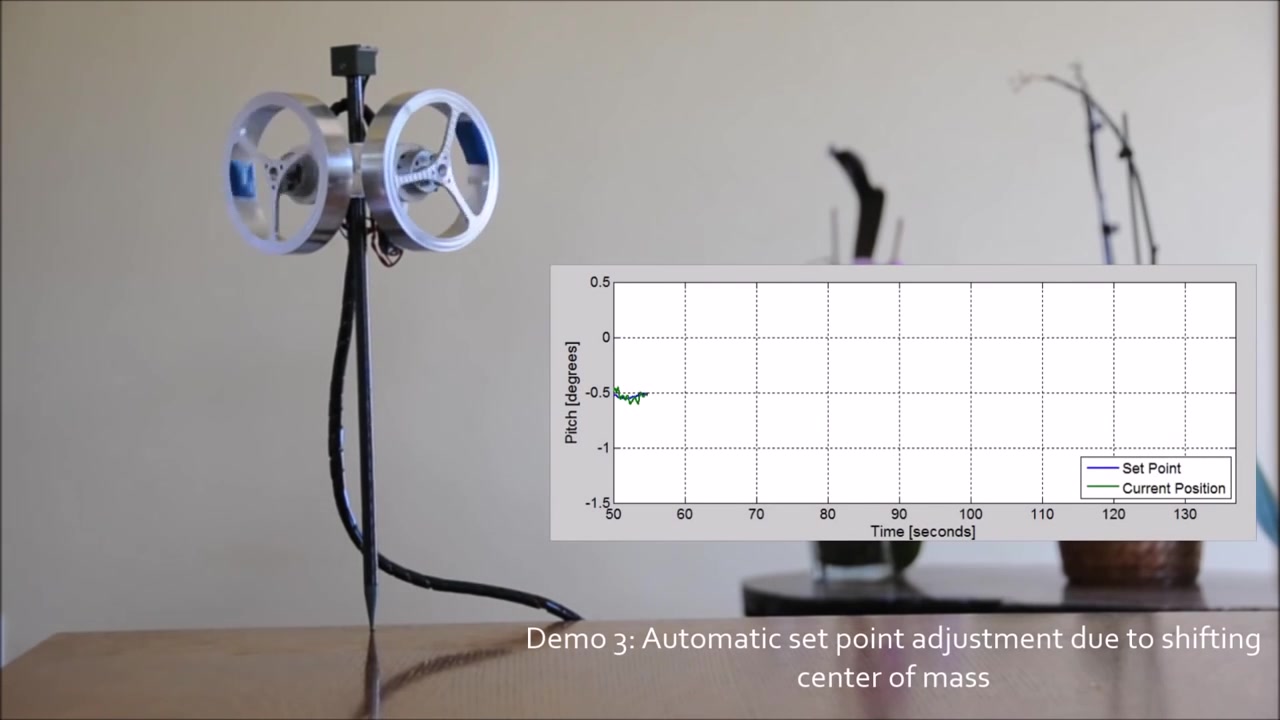 0.5
0
-0.5
-1
-1.5
Pitch [degrees]
50 60 70 80 90 100 110 120 130
Time [seconds]
Set Point
Current Position
Demo 3: Automatic set point adjustment due to shifting
center of mass